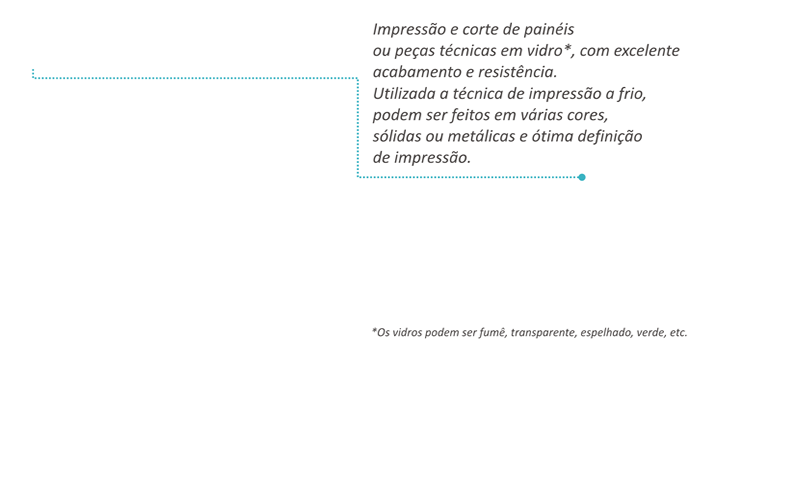 Impressão e corte de painéis
ou peças técnicas em vidro*, com excelente
acabamento e resistência.
Utilizada a técnica de impressão a frio,
podem ser feitos em várias cores,
sólidas ou metálicas e ótima definição
de impressão.
*Os vidros podem ser fumê, transparente, espelhado, verde, etc.